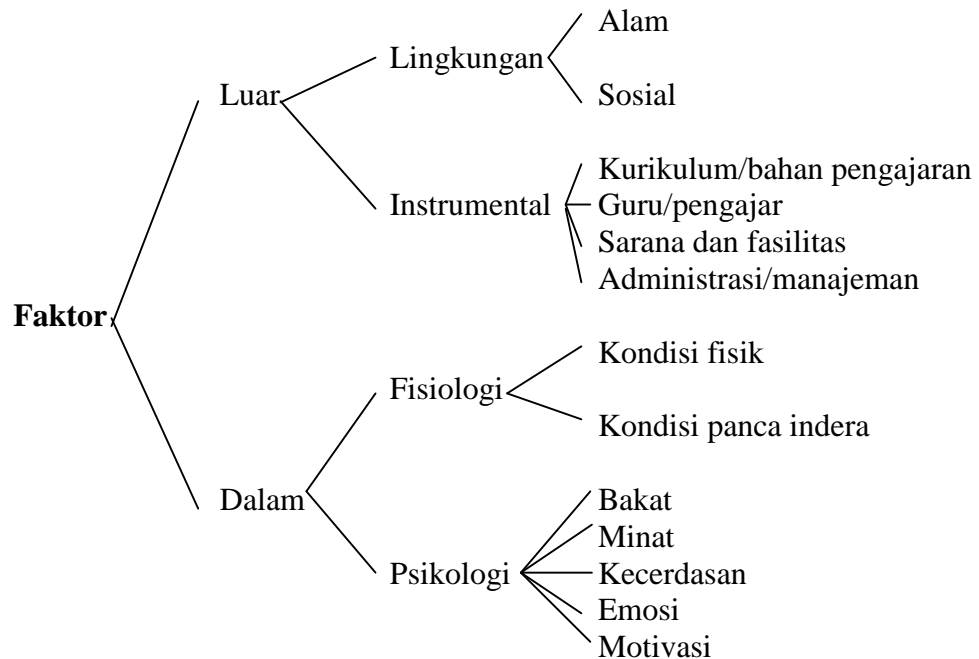 Alam
Lingkungan
Luar
Sosial
Kurikulum/bahan pengajaran
Instrumental
Guru/pengajar
Sarana dan fasilitas
Administrasi/manajeman
Faktor
Kondisi fisik
Fisiologi
Kondisi panca indera
Dalam
Bakat
Minat
Psikologi
Kecerdasan
Emosi
Motivasi